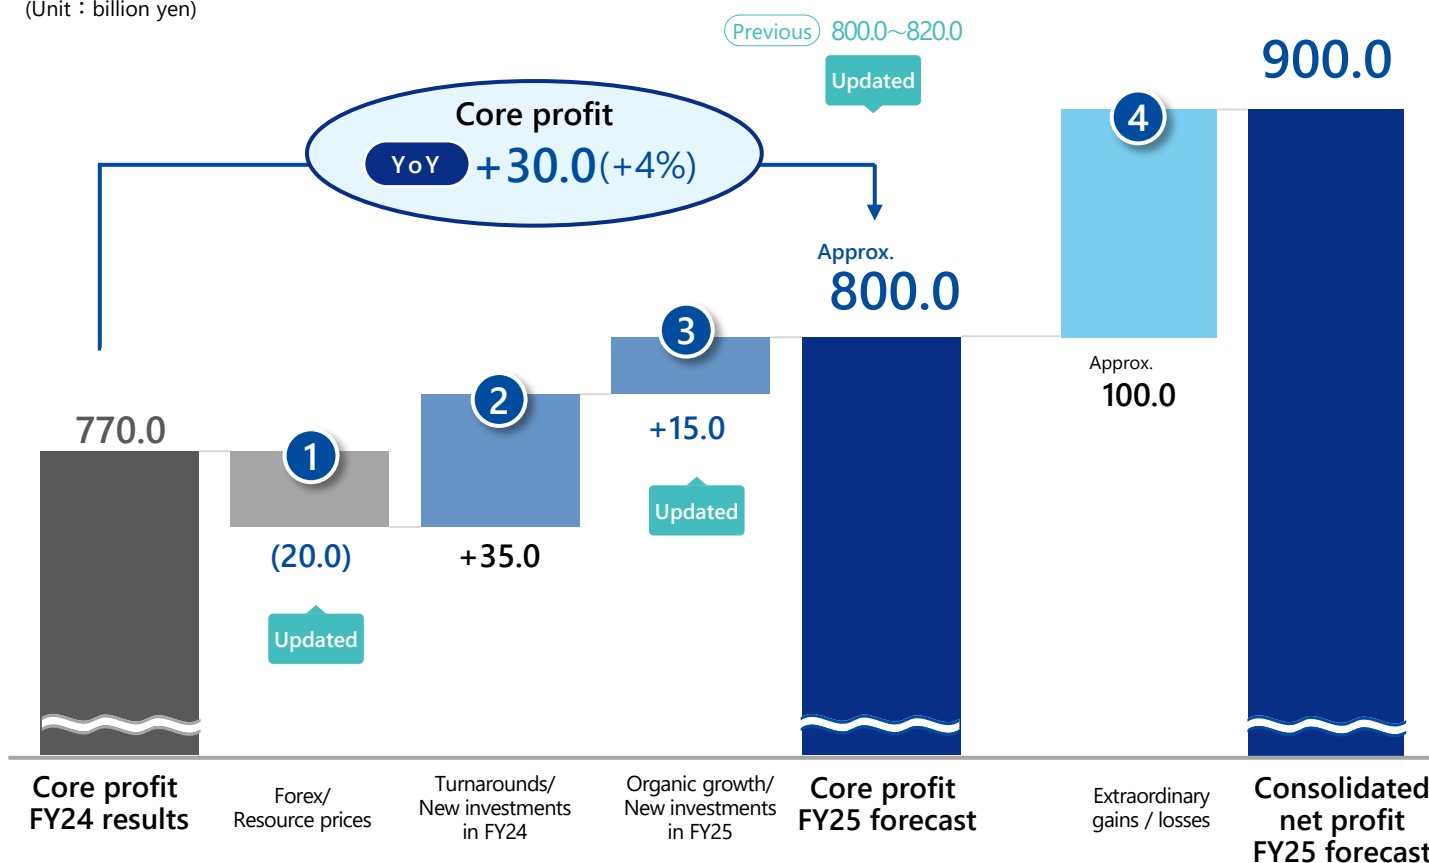 (Unit：billion yen)
Previous 800.0～820.0
Updated
900.0
Core profit
YoY +30.0(+4%)
4
Approx.
800.0
3
Approx.
100.0
2
770.0
1
+15.0
Updated
(20.0)
+35.0
Updated
Core profit
FY24 results
Forex/
Resource prices
Turnarounds/
New investments
in FY24
Organic growth/
New investments
in FY25
Core profit
FY25 forecast
Extraordinary
gains / losses
Consolidated
net profit
FY25 forecast